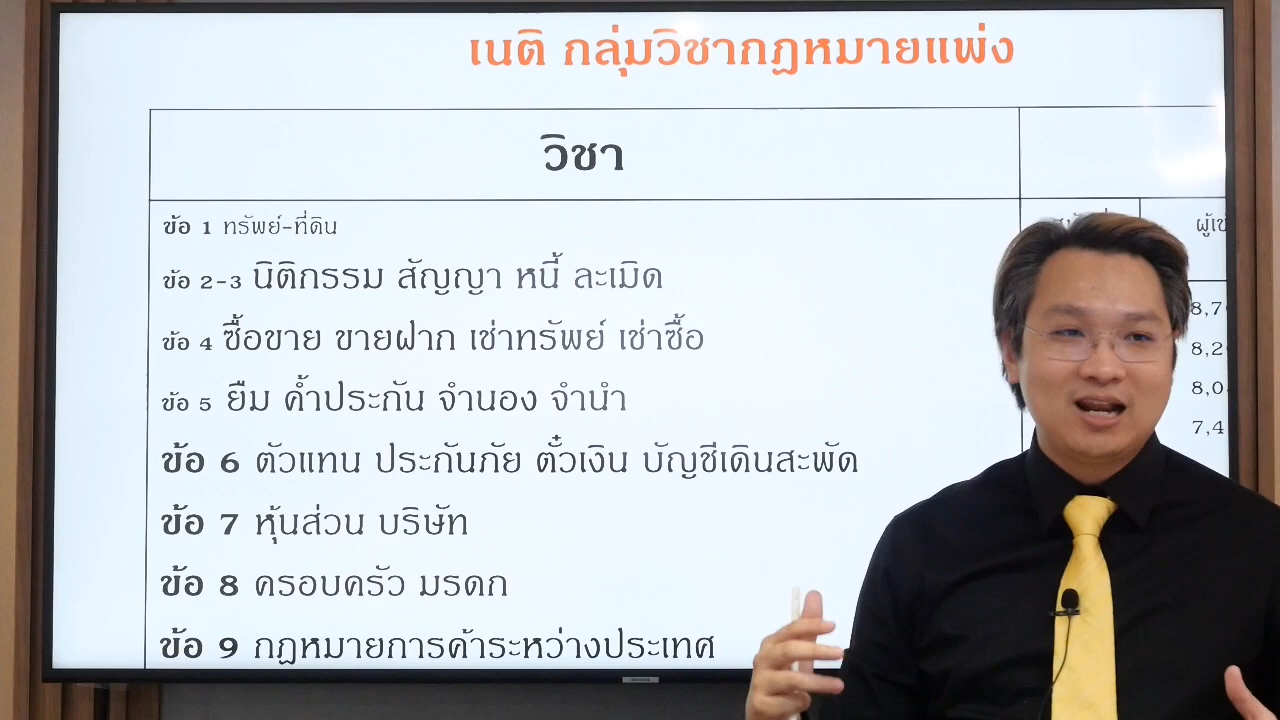 เนติ กลุ่มวิชากฎหมายแพ่ง
วิชา
ข้อ 1 ทรัพย์-ที่ดิน
ข้อ 2-3 นิติกรรม สัญญา หนี้ ละเมิด
ข้อ 4 ซื้อขาย ขายฝาก เช่าทรัพย์ เช่าซื้อ
ข้อ 5 ยืม ค้ำประกัน จำนอง จำนำ
ข้อ 6 ตัวแทน ประกันภัย ตั๋วเงิน บัญชีเดินสะพัด
ข้อ 7 หุ้นส่วน บริษัท
ข้อ 8 ครอบครัว มรดก
ข้อ 9 กฎหมายการค้าระหว่างประเทศ
SAMSUNG